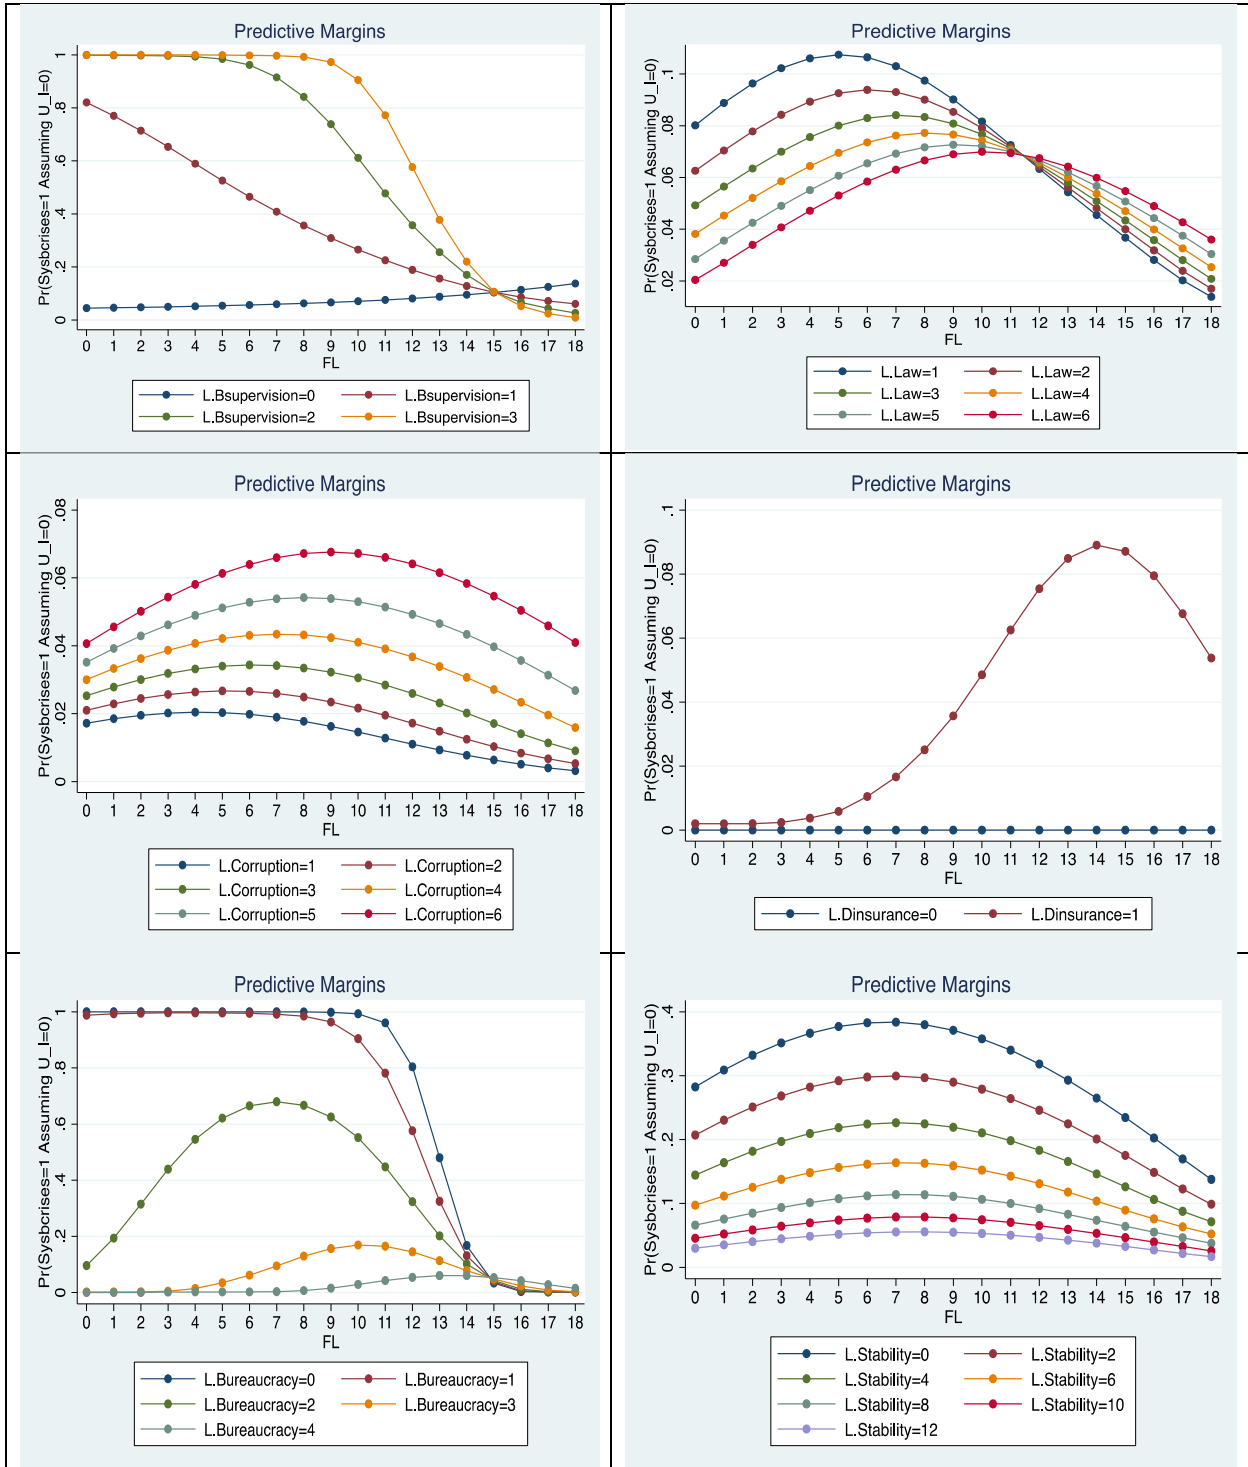 Predictive Margins
Pr(Sysbcrises=1 Assuming U_I=0)
1
.8
.6
.4
.2
0
0 1 2 3 4 5 6 7 8 9 10 11 12 13 14 15 16 17 18
FL
L.Bsupervision=0 L.Bsupervision=1
L.Bsupervision=2 L.Bsupervision=3
Predictive Margins
Pr(Sysbcrises=1 Assuming U_I=0)
.1
.08
.06
.04
.02
0 1 2 3 4 5 6 7 8 9 10 11 12 13 14 15 16 17 18
FL
L.Law=1 L.Law=2
L.Law=3 L.Law=4
L.Law=5 L.Law=6
Predictive Margins
Pr(Sysbcrises=1 Assuming U_I=0)
.08
.06
.04
.02
0
0 1 2 3 4 5 6 7 8 9 10 11 12 13 14 15 16 17 18
FL
L.Corruption=1 L.Corruption=2
L.Corruption=3 L.Corruption=4
L.Corruption=5 L.Corruption=6
Predictive Margins
Pr(Sysbcrises=1 Assuming U_I=0)
.1
.08
.06
.04
.02
0
0 1 2 3 4 5 6 7 8 9 10 11 12 13 14 15 16 17 18
FL
L.Dinsurance=0 L.Dinsurance=1
Predictive Margins
Pr(Sysbcrises=1 Assuming U_I=0)
1
.8
.6
.4
.2
0
0 1 2 3 4 5 6 7 8 9 10 11 12 13 14 15 16 17 18
FL
L.Bureaucracy=0 L.Bureaucracy=1
L.Bureaucracy=2 L.Bureaucracy=3
L.Bureaucracy=4
Predictive Margins
Pr(Sysbcrises=1 Assuming U_I=0)
.4
.3
.2
.1
0
0 1 2 3 4 5 6 7 8 9 10 11 12 13 14 15 16 17 18
FL
L.Stability=0 L.Stability=2
L.Stability=4 L.Stability=6
L.Stability=8 L.Stability=10
L.Stability=12